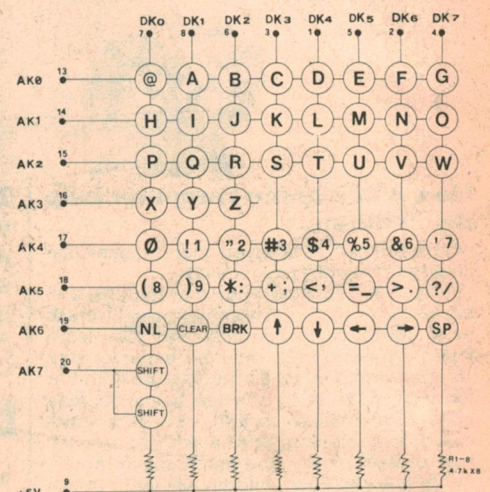 DK0 DK1 DK2 DK3 DK4 DK5 DK6 DK7
7 8 6 3 1 5 2 4
AK0 13 @ A B C D E F G
AK1 14 H I J K L M N O
AK2 15 P Q R S T U V W
AK3 16 X Y Z
AK4 17 Ø !1 "2 #3 $4 %5 &6 '7
AK5 18 (8 )9 *: +; <, =_ >. ?/
AK6 19 NL CLEAR BRK ↑ ↓ ← → SP
AK7 20 SHIFT
SHIFT
R1-8
4·7k X8
9